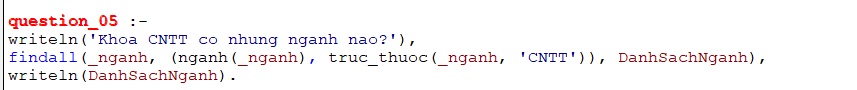 question_05 :-
writeln('Khoa CNTT co nhung nganh nao?'),
findall(_nganh, (nganh(_nganh), truc_thuoc(_nganh, 'CNTT')), DanhSachNganh),
writeln(DanhSachNganh).